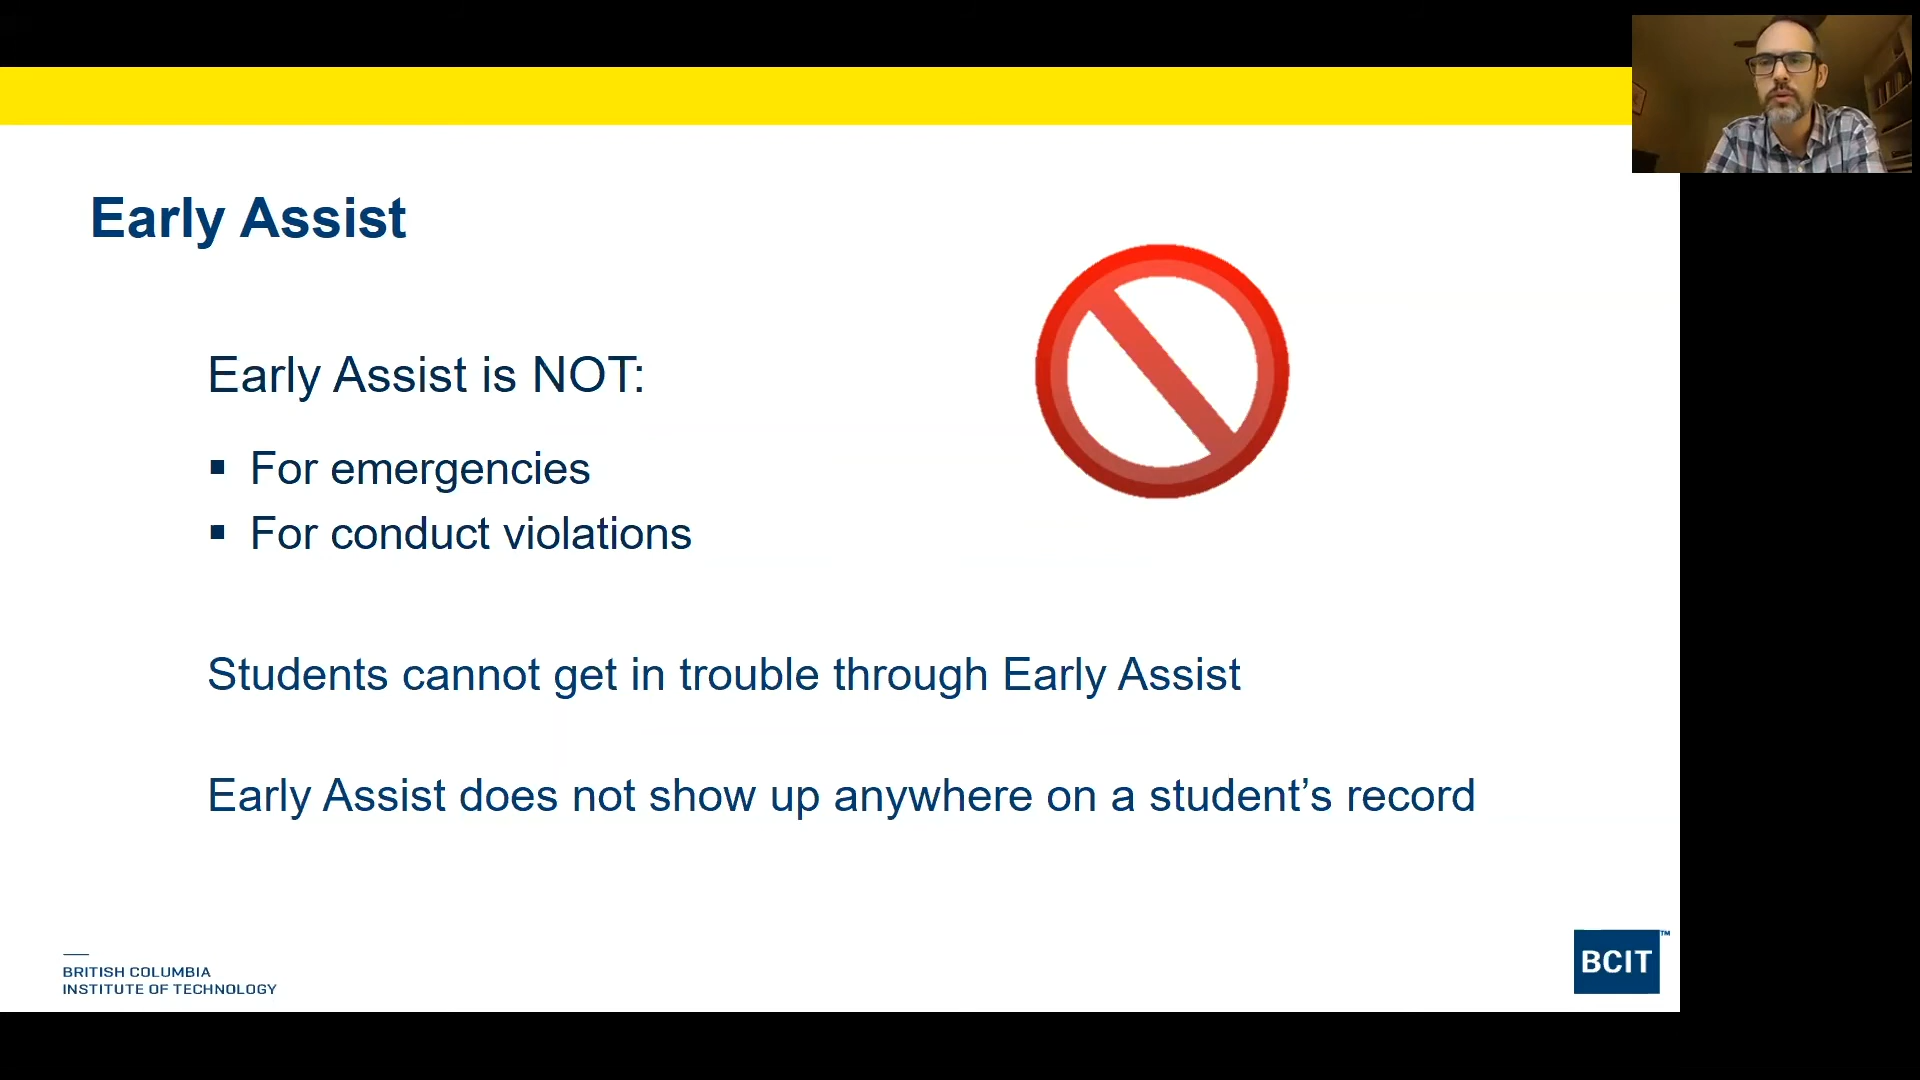 Early Assist
Early Assist is NOT:
▪ For emergencies
▪ For conduct violations
Students cannot get in trouble through Early Assist
Early Assist does not show up anywhere on a student’s record
BRITISH COLUMBIA
INSTITUTE OF TECHNOLOGY
BCIT™